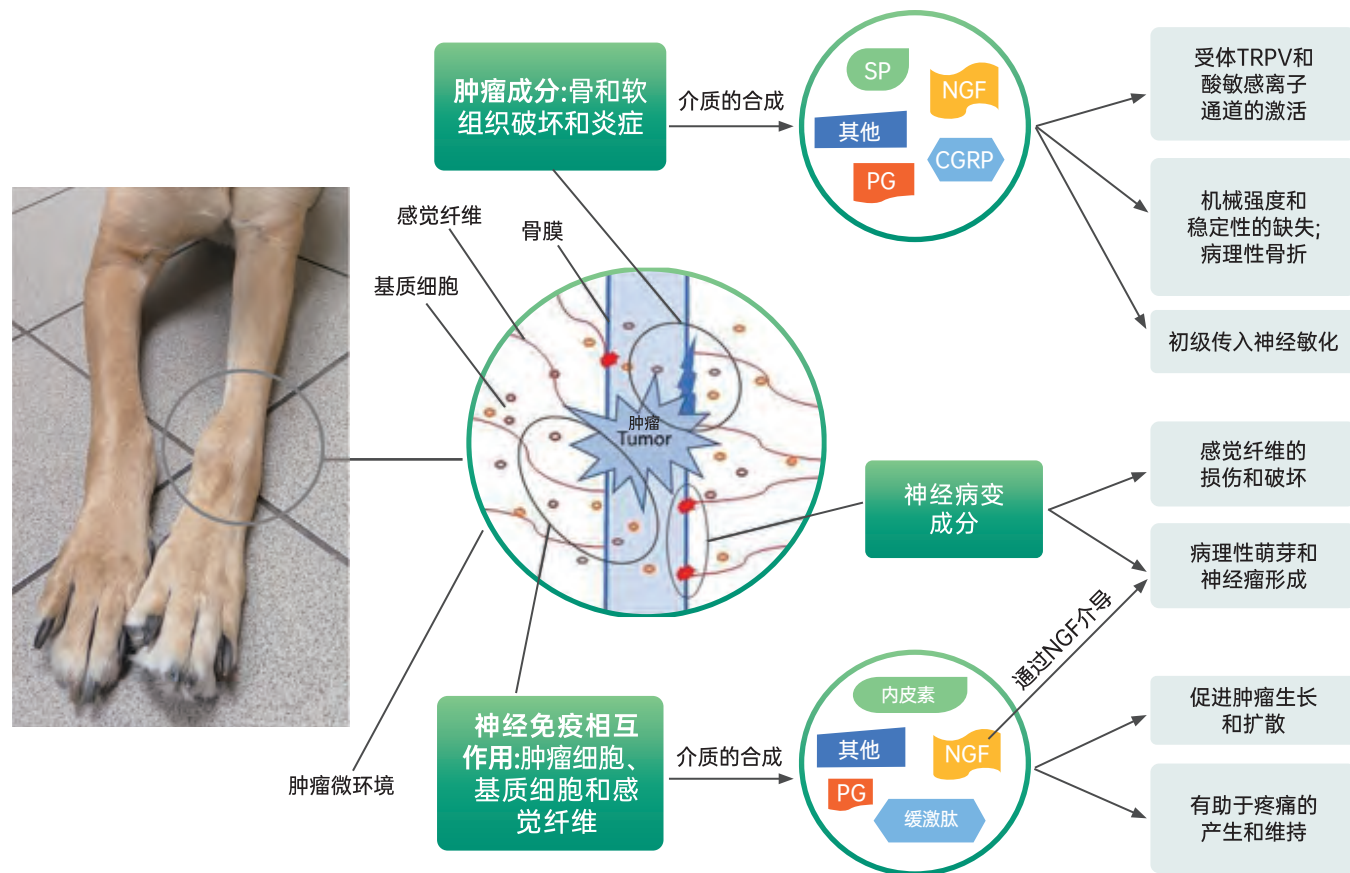 肿瘤成分:骨和软
组织破坏和炎症
介质的合成
SP
NGF
其他
CGRP
PG
受体TRPV和
酸敏感离子
通道的激活
机械强度和
稳定性的缺失;
病理性骨折
初级传入神经敏化
感觉纤维
骨膜
基质细胞
肿瘤
Tumor
神经病变
成分
感觉纤维的
损伤和破坏
病理性萌芽和
神经瘤形成
通过NGF介导
肿瘤微环境
神经免疫相互
作用:肿瘤细胞、
基质细胞和感
觉纤维
介质的合成
内皮素
其他
NGF
PG
缓激肽
促进肿瘤生长
和扩散
有助于疼痛的
产生和维持